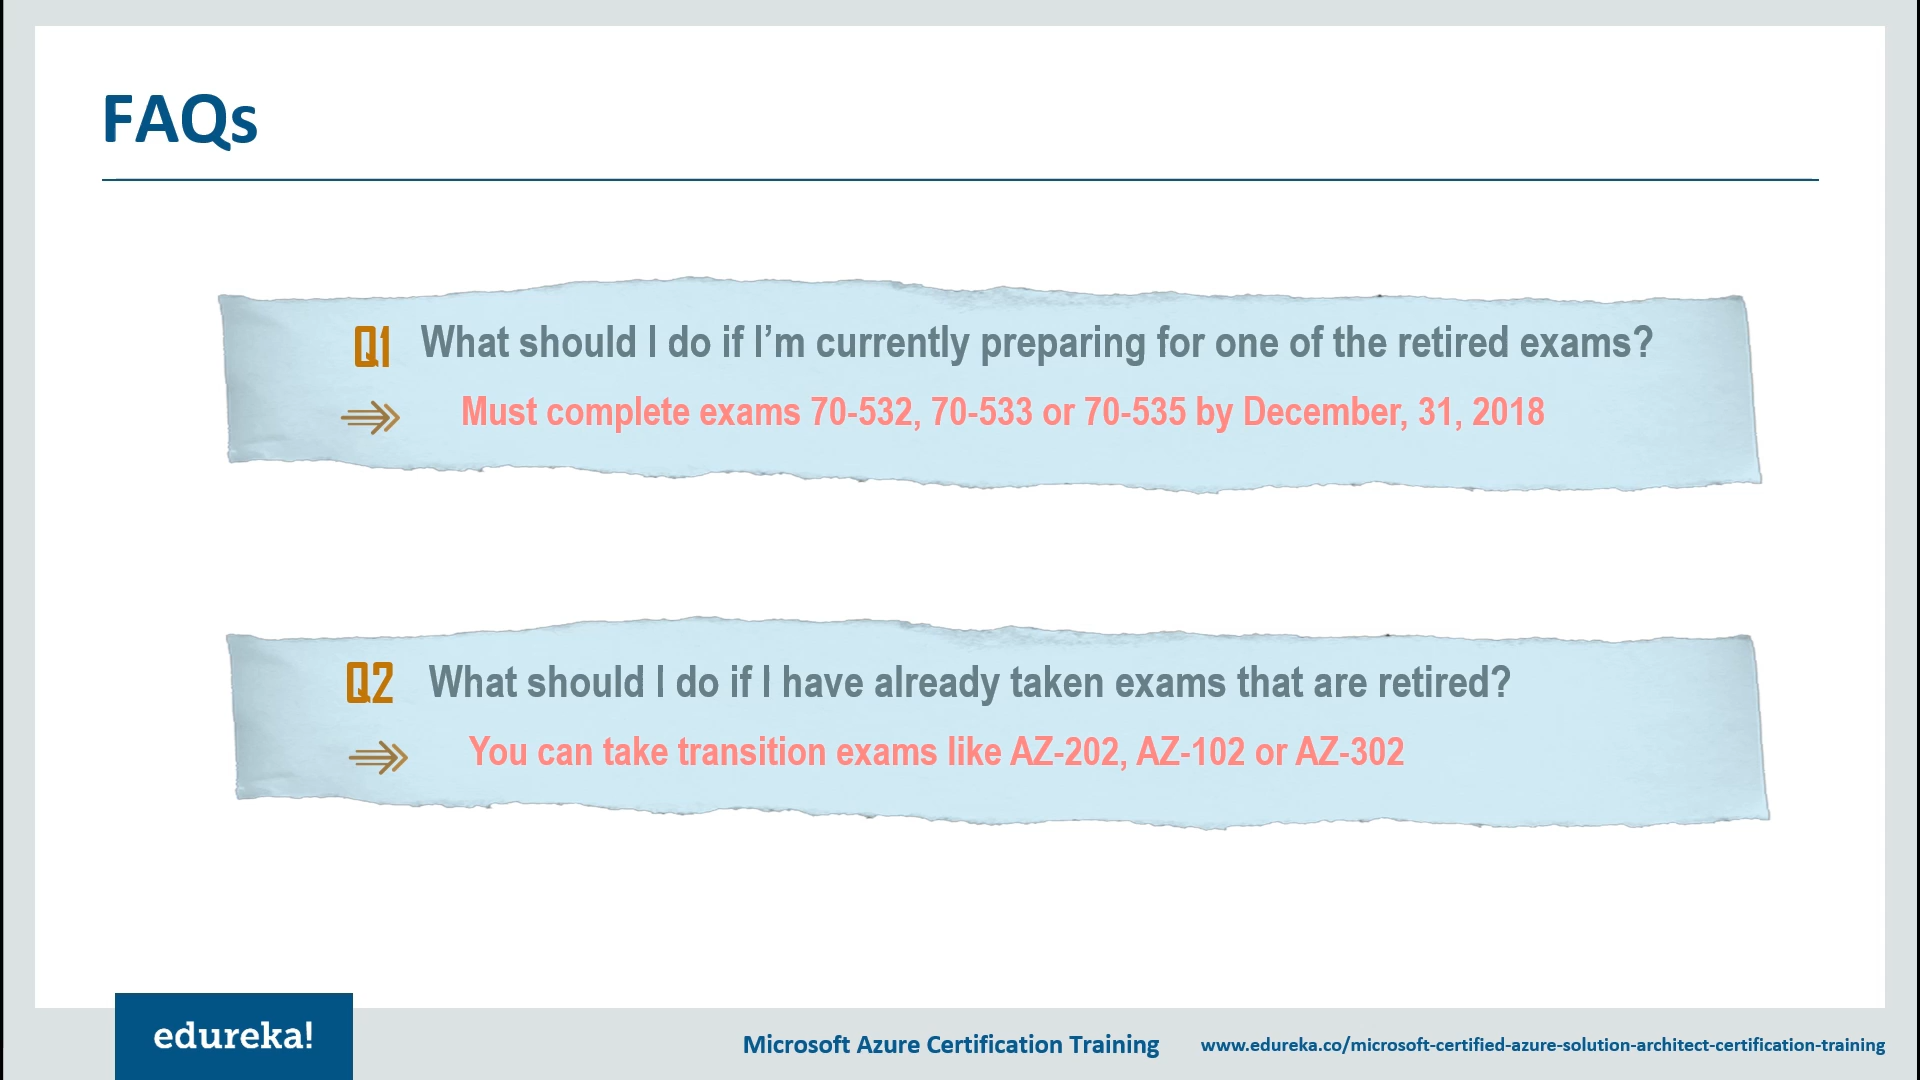 FAQs
Q1 What should I do if I’m currently preparing for one of the retired exams?
Must complete exams 70-532, 70-533 or 70-535 by December, 31, 2018
Q2 What should I do if I have already taken exams that are retired?
You can take transition exams like AZ-202, AZ-102 or AZ-302
edureka!
Microsoft Azure Certification Training
www.edureka.co/microsoft-certified-azure-solution-architect-certification-training